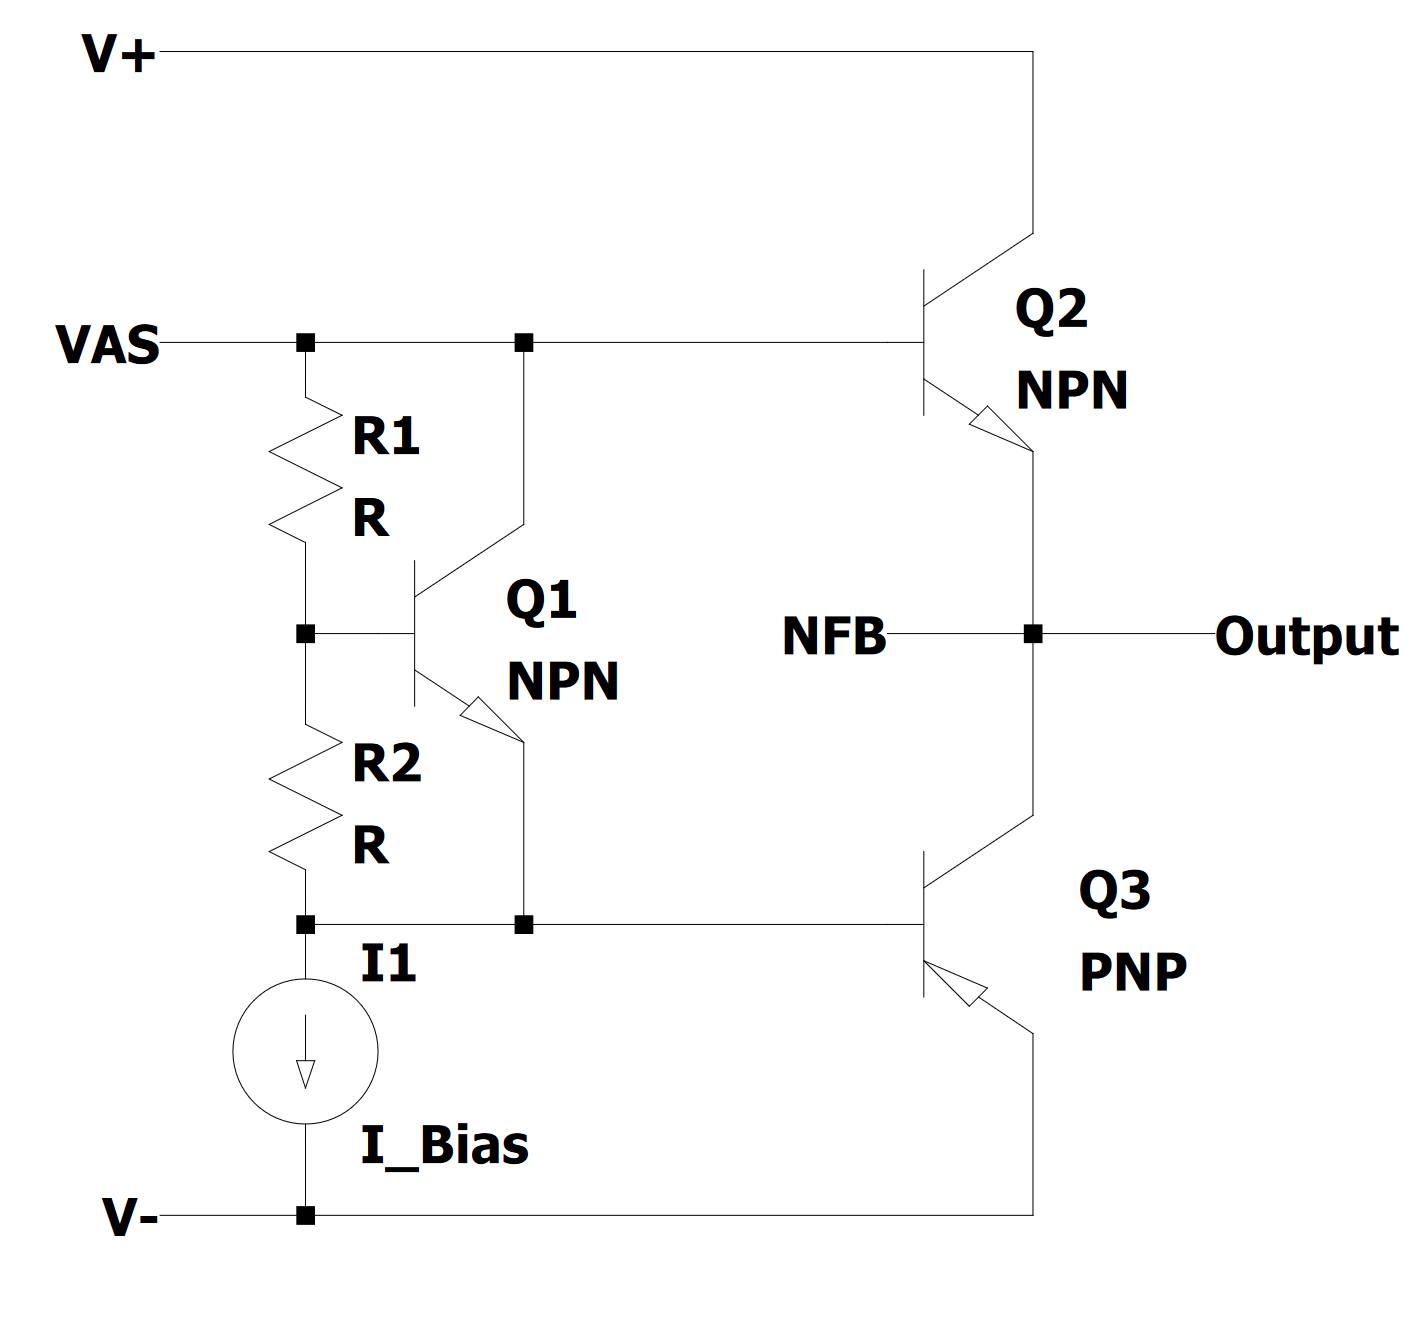 V+
Q2
NPN
VAS
R1
R
Q1
NPN
NFB
Output
R2
R
Q3
PNP
I1
I_Bias
V-